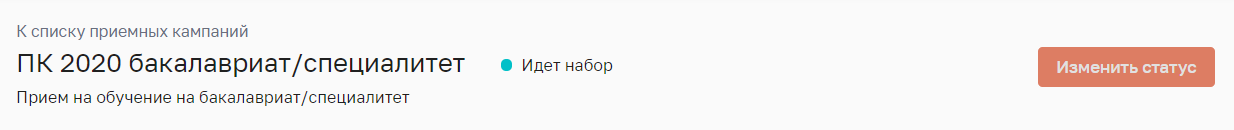 К списку приемных кампаний
ПК 2020 бакалавриат/специалитет
Идет набор
Изменить статус
Прием на обучение на бакалавриат/специалитет